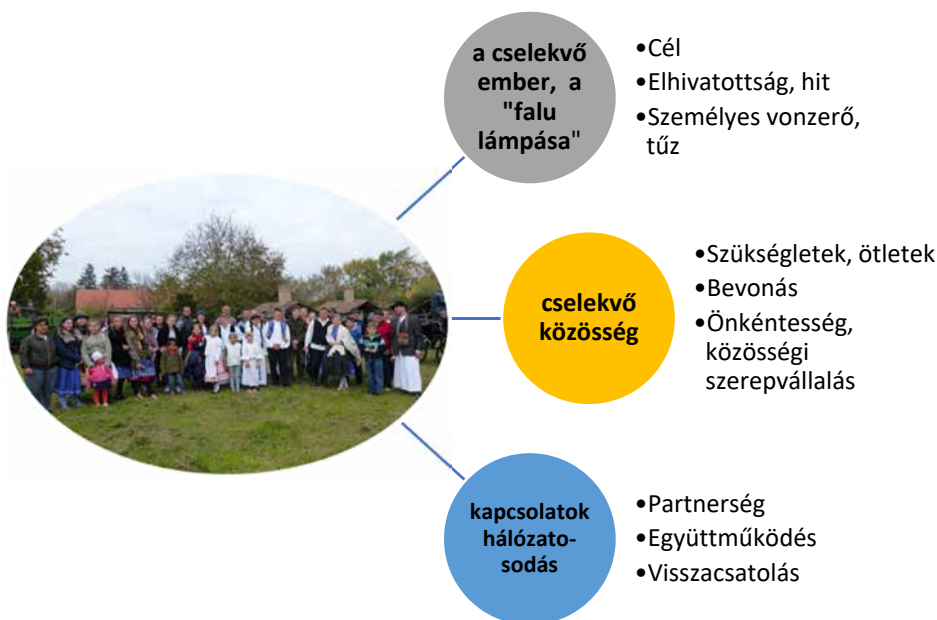 a cselekvő
ember, a
"falu
lámpása"
•Cél
•Elhivatottság, hit
•Személyes vonzerő,
tűz
cselekvő
közösség
•Szükségletek, ötletek
•Bevonás
•Önkéntesség,
közösségi
szerepvállalás
kapcsolatok
hálózato-
sodás
•Partnerség
•Együttműködés
•Visszacsatolás